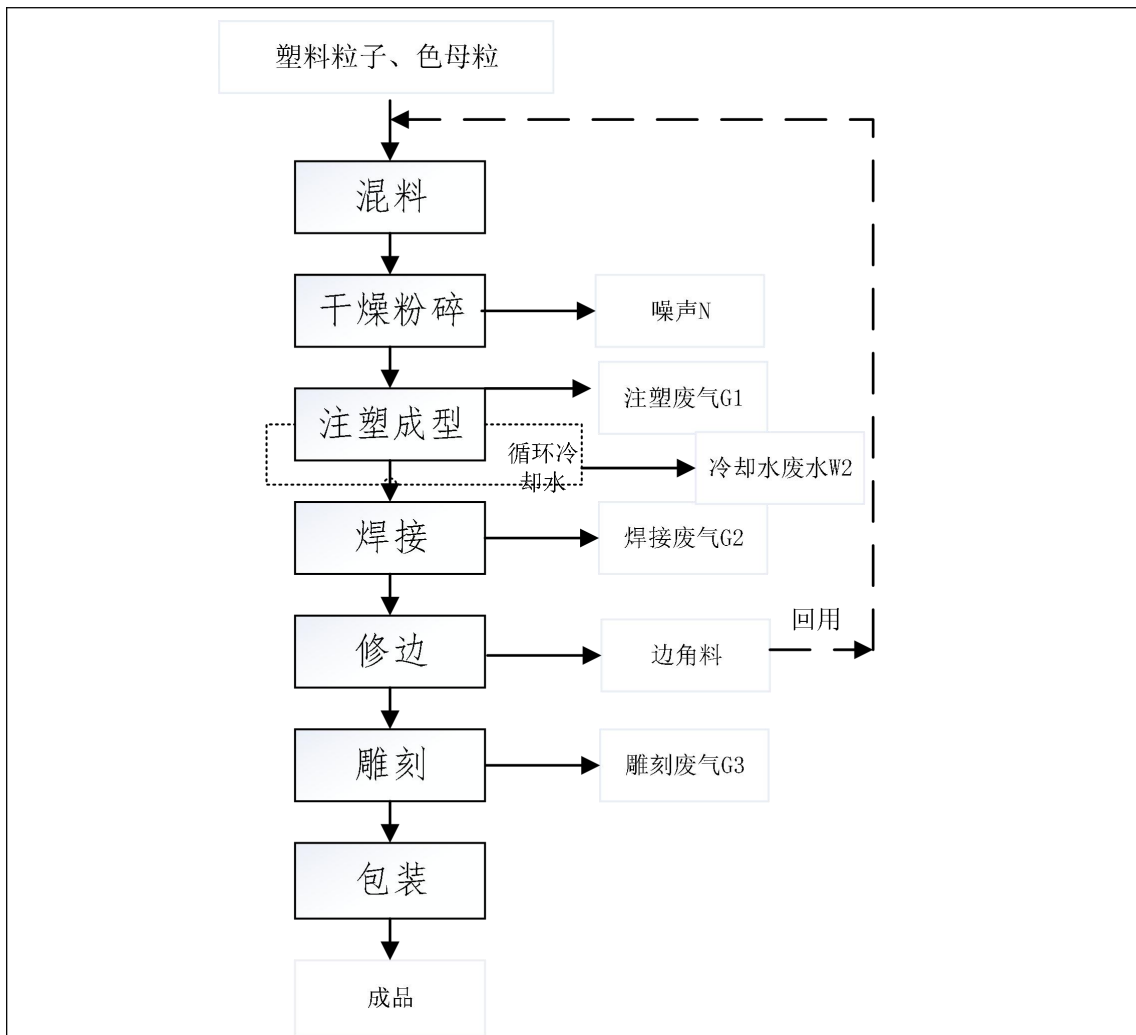 塑料粒子、色母粒
混料
干燥粉碎
噪声N
注塑成型
注塑废气G1
循环冷
却水
冷却水废水W2
焊接
焊接废气G2
修边
边角料
回用
雕刻
雕刻废气G3
包装
成品